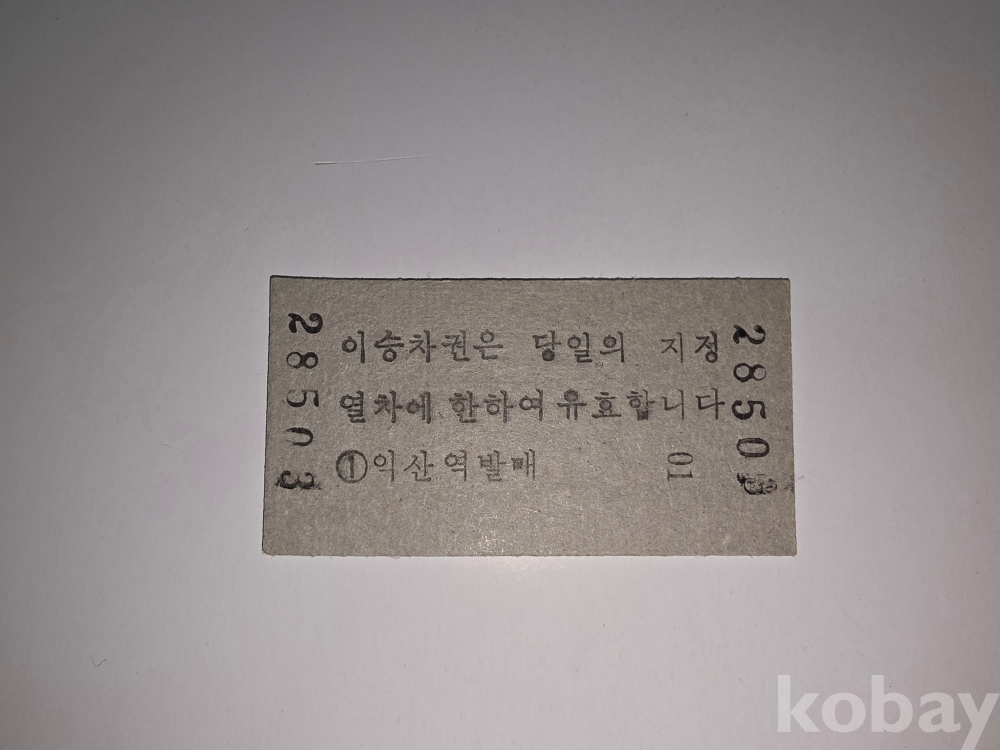 28503
이승차권은 당일의 지정
열차에 한하여 유효합니다
①익산역발매 01
28503
kobay